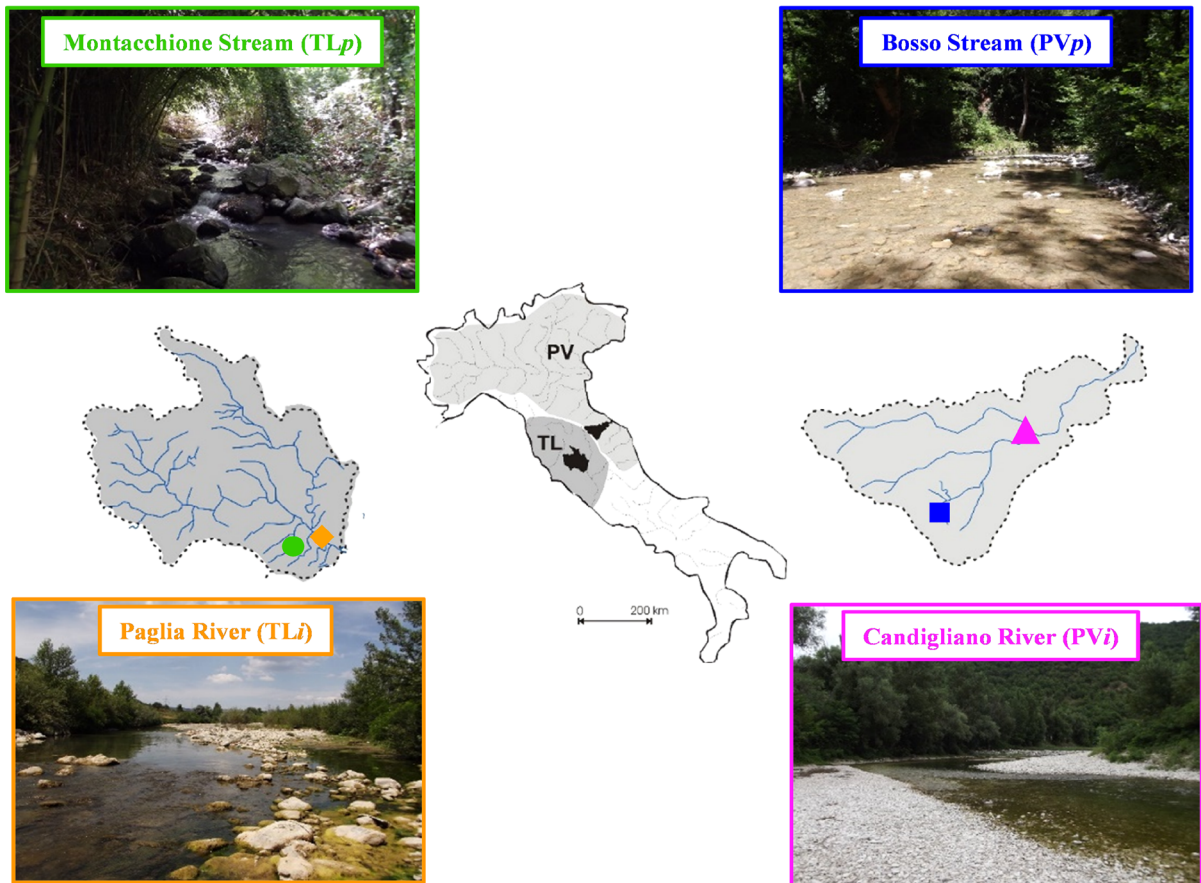 Montacchione Stream (TLp)
Bosso Stream (PVp)
PV
TL
0 200 km
Paglia River (TLi)
Candigliano River (PVi)